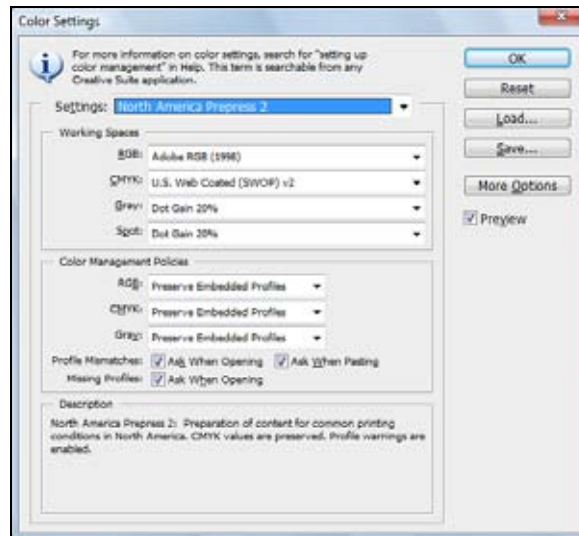 Color Settings
For more information on color settings, search for "setting up
color management" in Help. This term is searchable from any
Creative Suite application.
OK
Reset
Load...
Save...
More Options
Preview
Settings: North America Prepress 2
Working Spaces
RGB: Adobe RGB (1998)
CMYK: U.S. Web Coated (SWOP) v2
Gray: Dot Gain 20%
Spot: Dot Gain 20%
Color Management Policies
RGB: Preserve Embedded Profiles
CMYK: Preserve Embedded Profiles
Gray: Preserve Embedded Profiles
Profile Mismatches: Ask When Opening Ask When Pasting
Missing Profiles: Ask When Opening
Description
North America Prepress 2: Preparation of content for common printing
conditions in North America. CMYK values are preserved. Profile warnings are
enabled.